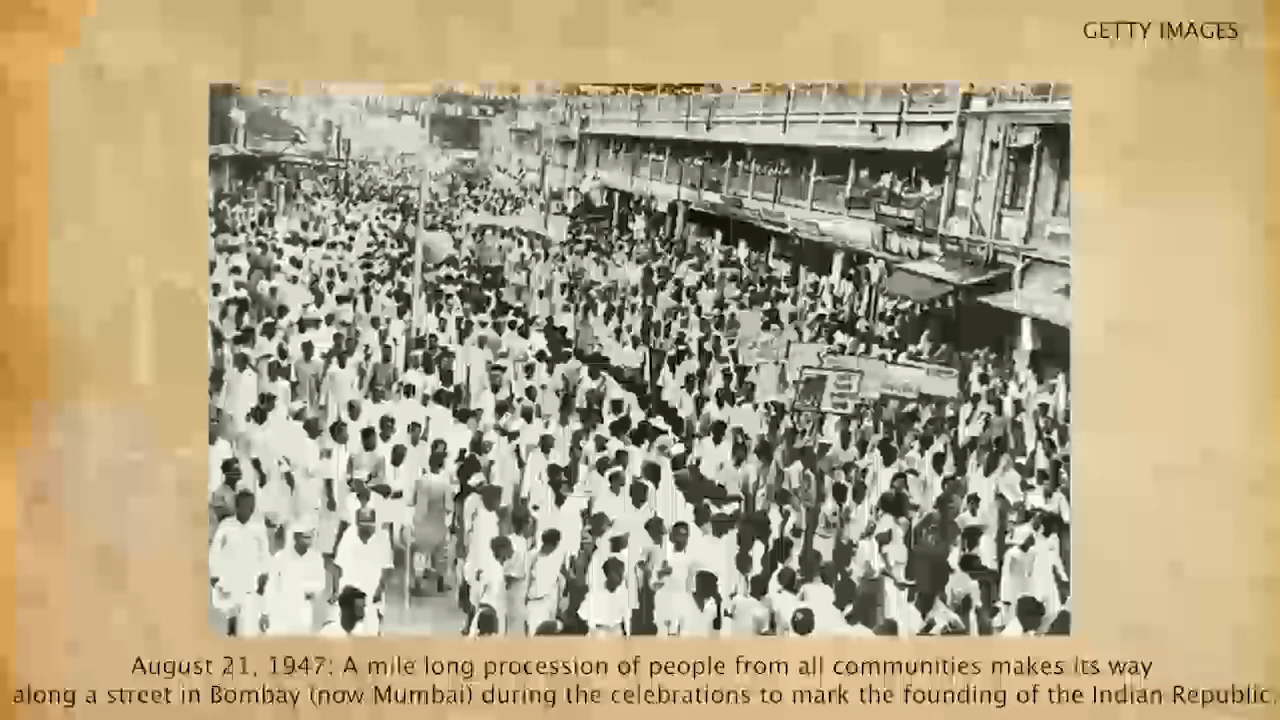 GETTY IMAGES
August 21, 1947: A mile long procession of people from all communities makes its way
along a street in Bombay (now Mumbai) during the celebrations to mark the founding of the Indian Republic.